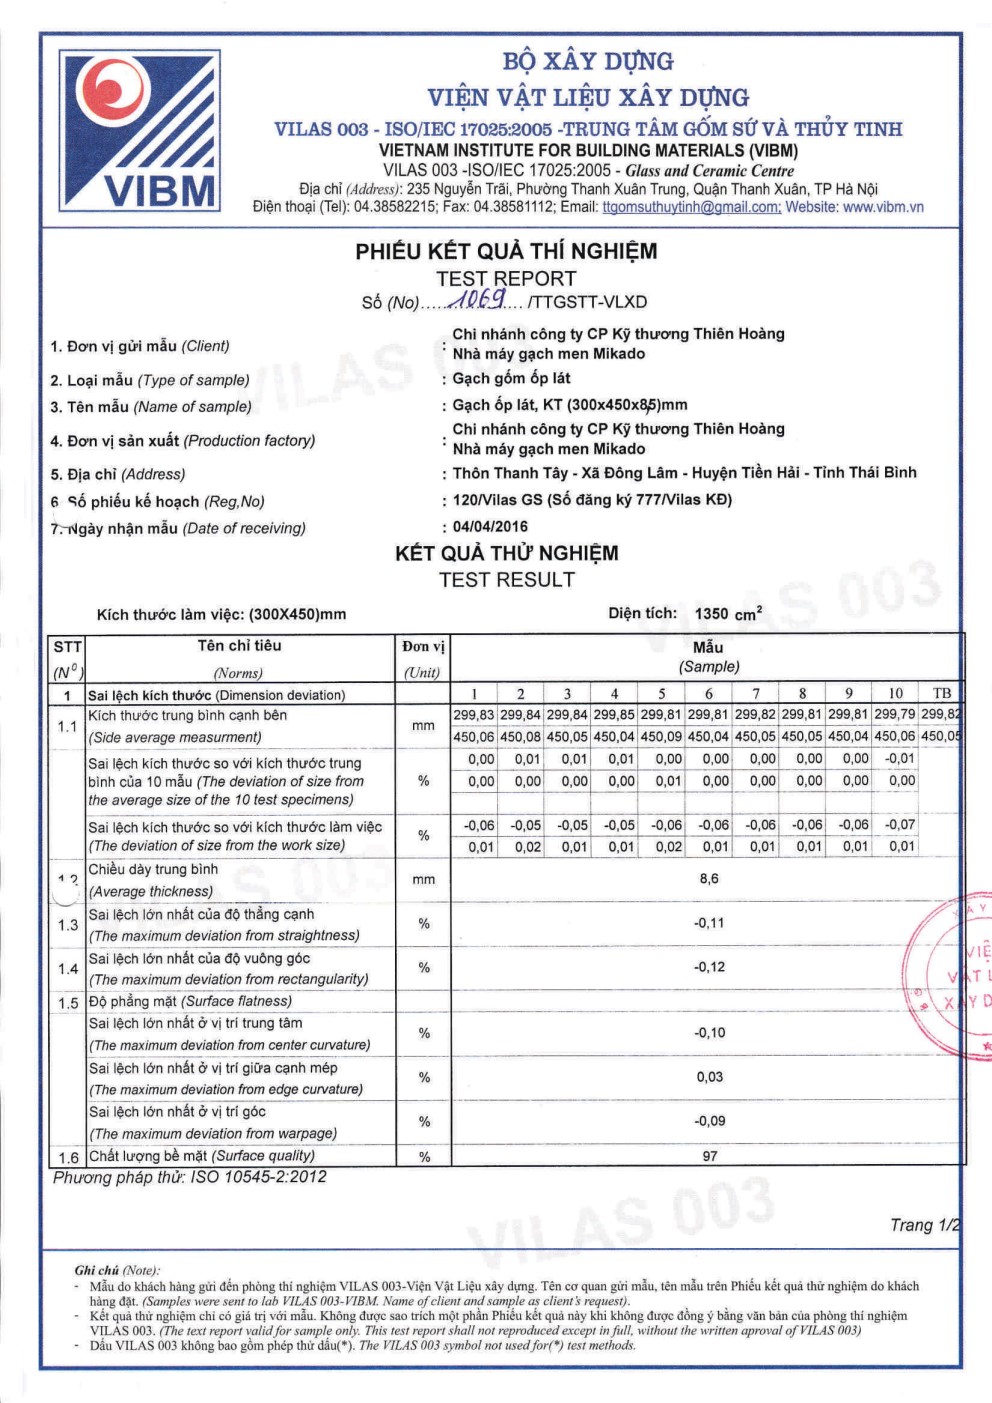 VIBM
BỘ XÂY DỰNG
VIỆN VẬT LIỆU XÂY DỰNG
VILAS 003 - ISO/IEC 17025:2005 -TRUNG TÂM GỐM SỨ VÀ THỦY TINH
VIETNAM INSTITUTE FOR BUILDING MATERIALS (VIBM)
VILAS 003 -ISO/IEC 17025:2005 - Glass and Ceramic Centre
Địa chỉ (Address): 235 Nguyễn Trãi, Phường Thanh Xuân Trung, Quận Thanh Xuân, TP Hà Nội
Điện thoại (Tel): 04.38582215; Fax: 04.38581112; Email: ttgomsuthuytinh@gmail.com; Website: www.vibm.vn
PHIẾU KẾT QUẢ THÍ NGHIỆM
TEST REPORT
Số (No).....1069.... /TTGSTT-VLXD
1. Đơn vị gửi mẫu (Client) : Chi nhánh công ty CP Kỹ thương Thiên Hoàng
Nhà máy gạch men Mikado
2. Loại mẫu (Type of sample) : Gạch gốm ốp lát
3. Tên mẫu (Name of sample) : Gạch ốp lát, KT (300x450x8,5)mm
4. Đơn vị sản xuất (Production factory) : Chi nhánh công ty CP Kỹ thương Thiên Hoàng
Nhà máy gạch men Mikado
5. Địa chỉ (Address) : Thôn Thanh Tây - Xã Đông Lâm - Huyện Tiền Hải - Tỉnh Thái Bình
6 Số phiếu kế hoạch (Reg,No) : 120/Vilas GS (Số đăng ký 777/Vilas KĐ)
7. Ngày nhận mẫu (Date of receiving) : 04/04/2016
KẾT QUẢ THỬ NGHIỆM
TEST RESULT
Kích thước làm việc: (300X450)mm Diện tích: 1350 cm²
STT Tên chỉ tiêu Đơn vị Mẫu
(N⁰) (Norms) (Unit) (Sample)
1 Sai lệch kích thước (Dimension deviation) 1 2 3 4 5 6 7 8 9 10 TB
1.1 Kích thước trung bình cạnh bên mm 299,83 299,84 299,84 299,85 299,81 299,81 299,82 299,81 299,81 299,79 299,82
(Side average measurment) 450,06 450,08 450,05 450,04 450,09 450,04 450,05 450,05 450,04 450,06 450,05
Sai lệch kích thước so với kích thước trung 0,00 0,01 0,01 0,01 0,00 0,00 0,00 0,00 0,00 -0,01
bình của 10 mẫu (The deviation of size from % 0,00 0,00 0,00 0,00 0,01 0,00 0,00 0,00 0,00 0,00
the average size of the 10 test specimens)
Sai lệch kích thước so với kích thước làm việc % -0,06 -0,05 -0,05 -0,05 -0,06 -0,06 -0,06 -0,06 -0,06 -0,07
(The deviation of size from the work size) 0,01 0,02 0,01 0,01 0,02 0,01 0,01 0,01 0,01 0,01
1.2 Chiều dày trung bình mm 8,6
(Average thickness)
1.3 Sai lệch lớn nhất của độ thẳng cạnh % -0,11
(The maximum deviation from straightness)
1.4 Sai lệch lớn nhất của độ vuông góc % -0,12
(The maximum deviation from rectangularity)
1.5 Độ phẳng mặt (Surface flatness)
Sai lệch lớn nhất ở vị trí trung tâm % -0,10
(The maximum deviation from center curvature)
Sai lệch lớn nhất ở vị trí giữa cạnh mép % 0,03
(The maximum deviation from edge curvature)
Sai lệch lớn nhất ở vị trí góc % -0,09
(The maximum deviation from warpage)
1.6 Chất lượng bề mặt (Surface quality) % 97
Phương pháp thử: ISO 10545-2:2012
VILAS 003
Trang 1/2
Ghi chú (Note):
- Mẫu do khách hàng gửi đến phòng thí nghiệm VILAS 003-Viện Vật Liệu xây dựng. Tên cơ quan gửi mẫu, tên mẫu trên Phiếu kết quả thử nghiệm do khách
hàng đặt. (Samples were sent to lab VILAS 003-VIBM. Name of client and sample as client's request).
- Kết quả thử nghiệm chỉ có giá trị với mẫu. Không được sao trích một phần Phiếu kết quả này khi không được đồng ý bằng văn bản của phòng thí nghiệm
VILAS 003. (The text report valid for sample only. This test report shall not reproduced except in full, without the written aproval of VILAS 003)
- Dấu VILAS 003 không bao gồm phép thử dấu(*). The VILAS 003 symbol not used for(*) test methods.